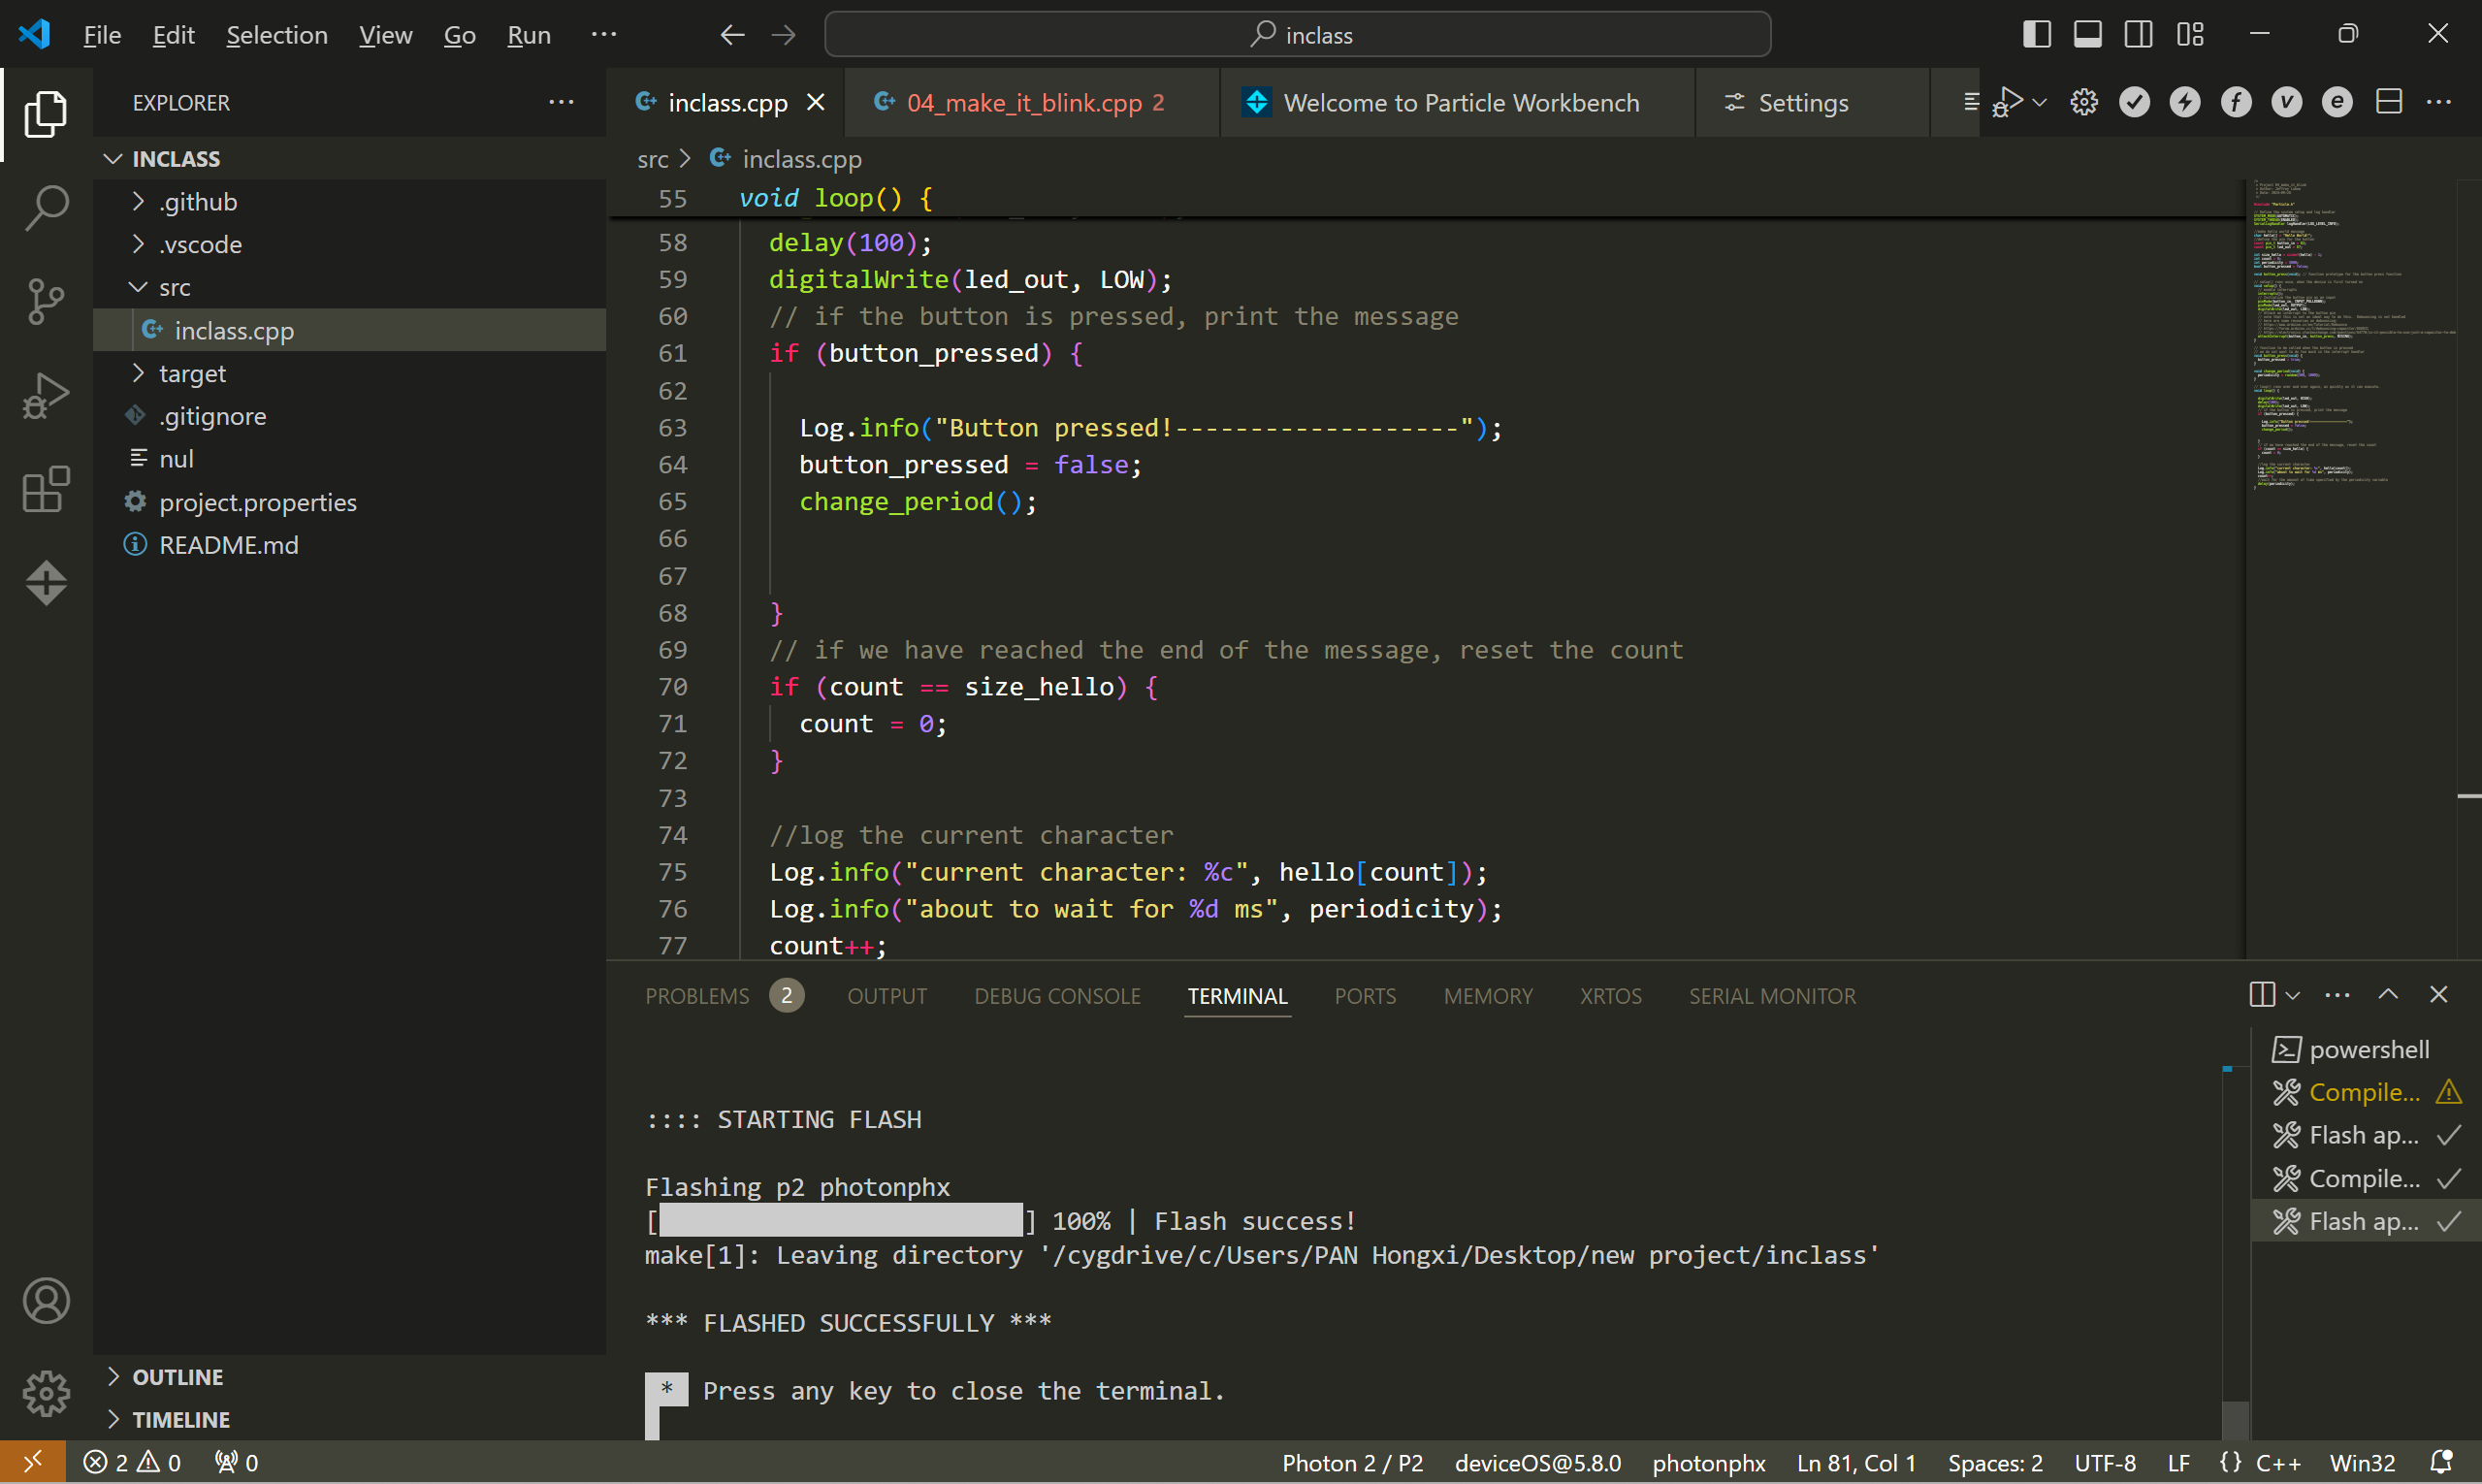 File Edit Selection View Go Run ··· inclass
EXPLORER ···
INCLASS
.github
.vscode
src
inclass.cpp
target
.gitignore
nul
project.properties
README.md
OUTLINE
TIMELINE
inclass.cpp 04_make_it_blink.cpp 2 Welcome to Particle Workbench Settings
src > inclass.cpp
55 void loop() {
58 delay(100);
59 digitalWrite(led_out, LOW);
60 // if the button is pressed, print the message
61 if (button_pressed) {
62
63 Log.info("Button pressed!-------------------");
64 button_pressed = false;
65 change_period();
66
67
68 }
69 // if we have reached the end of the message, reset the count
70 if (count == size_hello) {
71 count = 0;
72 }
73
74 //log the current character
75 Log.info("current character: %c", hello[count]);
76 Log.info("about to wait for %d ms", periodicity);
77 count++;
PROBLEMS 2 OUTPUT DEBUG CONSOLE TERMINAL PORTS MEMORY XRTOS SERIAL MONITOR
:::: STARTING FLASH
Flashing p2 photonphx
[ ] 100% | Flash success!
make[1]: Leaving directory '/cygdrive/c/Users/PAN Hongxi/Desktop/new project/inclass'
*** FLASHED SUCCESSFULLY ***
* Press any key to close the terminal.
powershell
Compile...
Flash ap...
Compile...
Flash ap...
2 0 0 Photon 2 / P2 deviceOS@5.8.0 photonphx Ln 81, Col 1 Spaces: 2 UTF-8 LF {} C++ Win32